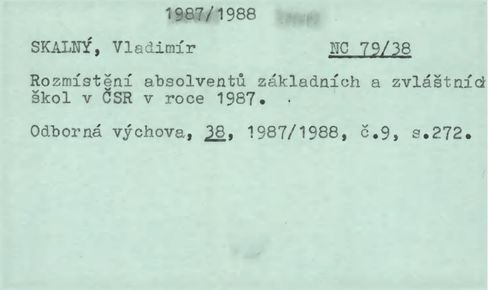 1987/1988
SKALNÝ, Vladimír NC 79/38
Rozmístění absolventů základních a zvláštních
škol v ČSR v roce 1987.
Odborná výchova, 38, 1987/1988, č.9, s.272.